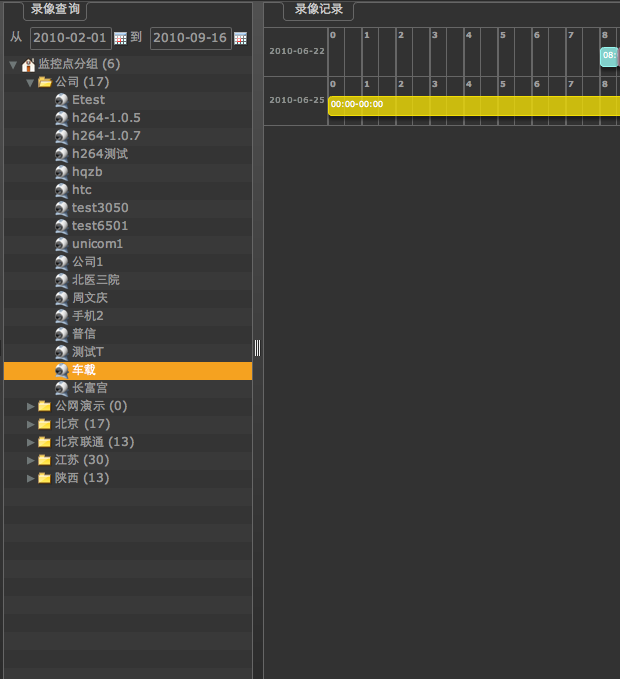 录像查询
从 2010-02-01 到 2010-09-16
监控点分组 (6)
公司 (17)
Etest
h264-1.0.5
h264-1.0.7
h264测试
hqzb
htc
test3050
test6501
unicom1
公司1
北医三院
周文庆
手机2
普信
测试T
车载
长富宫
公网演示 (0)
北京 (17)
北京联通 (13)
江苏 (30)
陕西 (13)
录像记录
0 1 2 3 4 5 6 7 8
2010-06-22 08:
0 1 2 3 4 5 6 7 8
2010-06-25 00:00-00:00